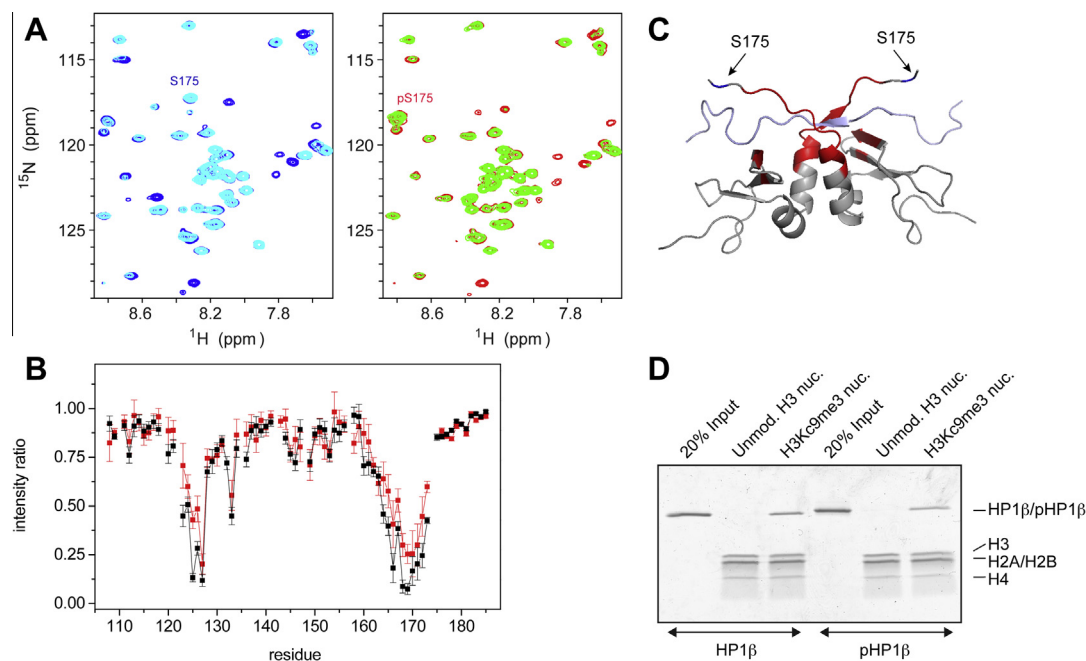 A
115
120
125
¹⁵N (ppm)
S175
8.6
8.2
7.8
¹H (ppm)
pS175
8.6
8.2
7.8
¹H (ppm)
C
S175
S175
B
1.00
0.75
0.50
0.25
0.00
intensity ratio
110
120
130
140
150
160
170
180
residue
D
20% Input
Unmod. H3 nuc.
H3Kc9me3 nuc.
20% Input
Unmod. H3 nuc.
H3Kc9me3 nuc.
HP1β/pHP1β
H3
H2A/H2B
H4
HP1β
pHP1β